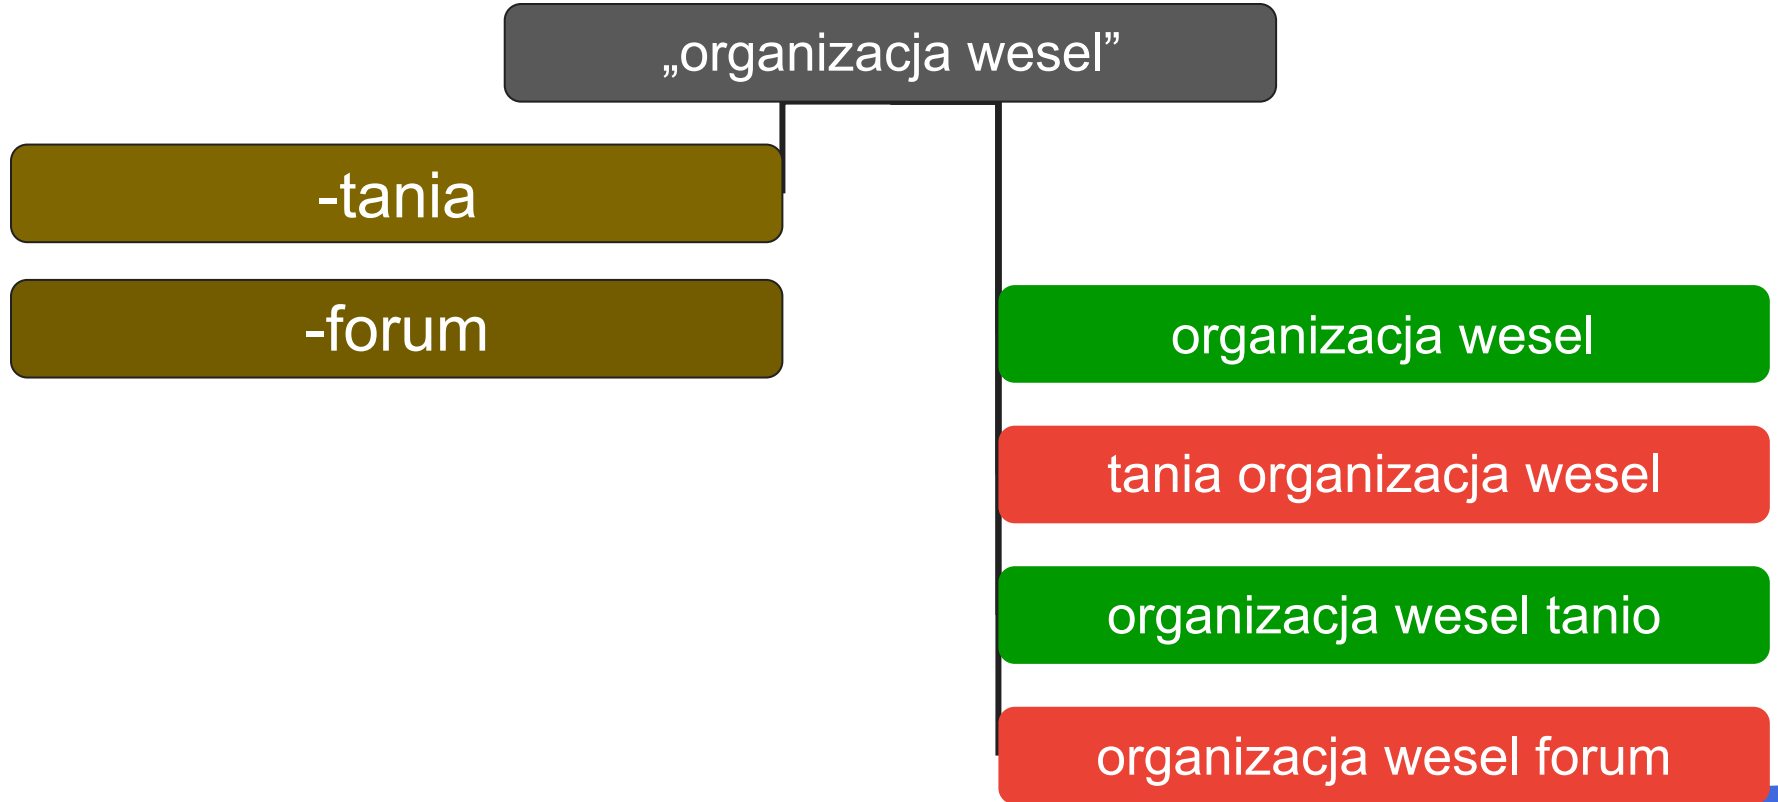 „organizacja wesel”
-tania
-forum
organizacja wesel
tania organizacja wesel
organizacja wesel tanio
organizacja wesel forum